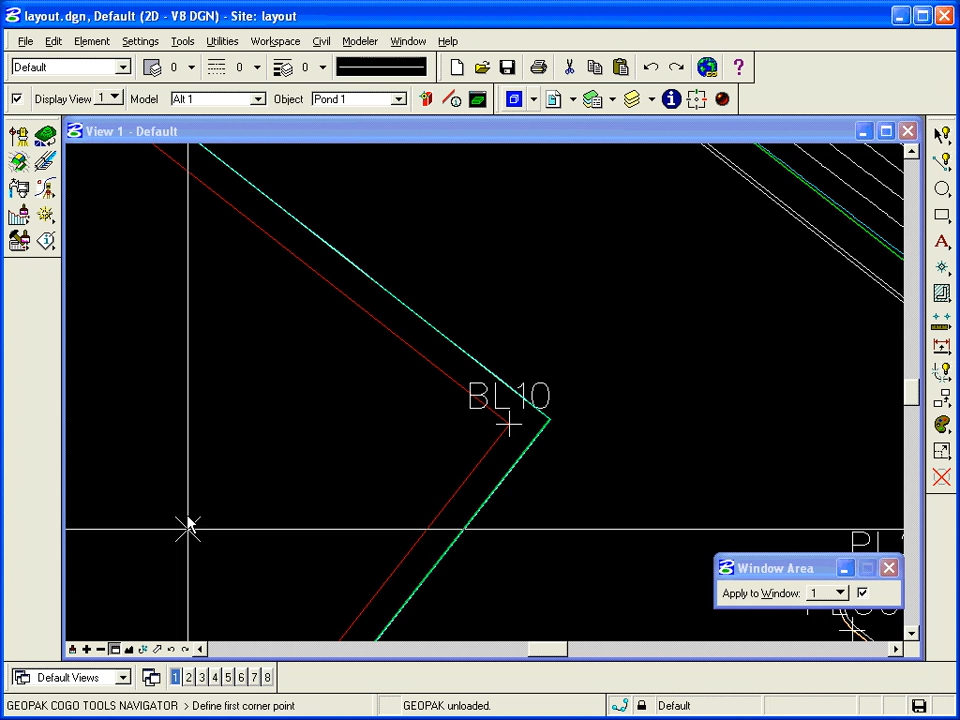 layout.dgn, Default (2D - V8 DGN) - Site: layout
File Edit Element Settings Tools Utilities Workspace Civil Modeler Window Help
Default 0 0 0
Display View 1 Model Alt 1 Object Pond 1
View 1 - Default
BL10
Window Area
Apply to Window: 1
Default Views 1 2 3 4 5 6 7 8
GEOPAK COGO TOOLS NAVIGATOR > Define first corner point GEOPAK unloaded. Default